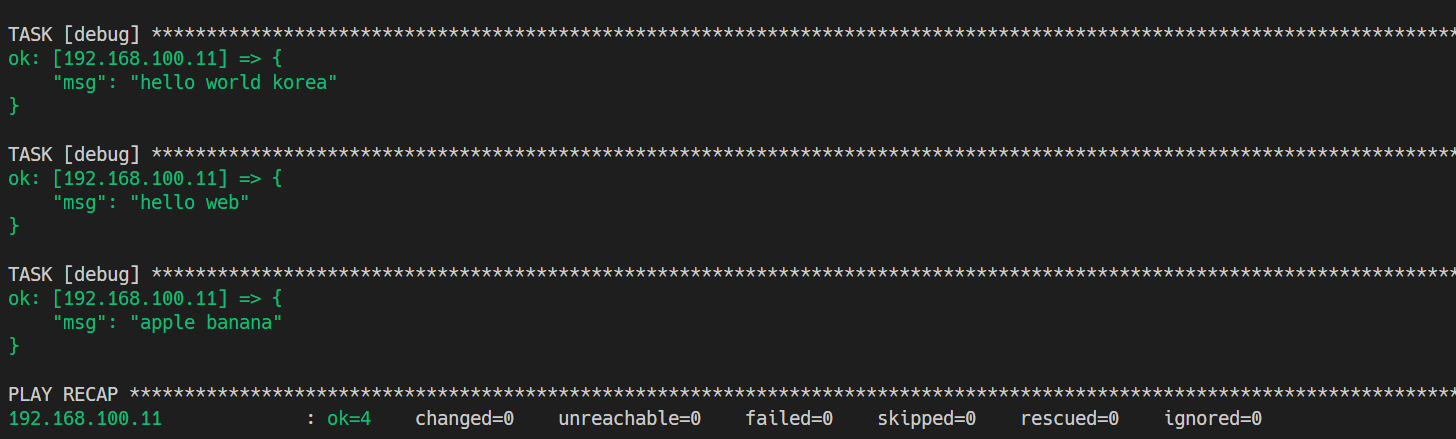 TASK [debug] ***********************************************************************************************************************
ok: [192.168.100.11] => {
    "msg": "hello world korea"
}
TASK [debug] ***********************************************************************************************************************
ok: [192.168.100.11] => {
    "msg": "hello web"
}
TASK [debug] ***********************************************************************************************************************
ok: [192.168.100.11] => {
    "msg": "apple banana"
}
PLAY RECAP *************************************************************************************************************************
192.168.100.11             : ok=4    changed=0    unreachable=0    failed=0    skipped=0    rescued=0    ignored=0